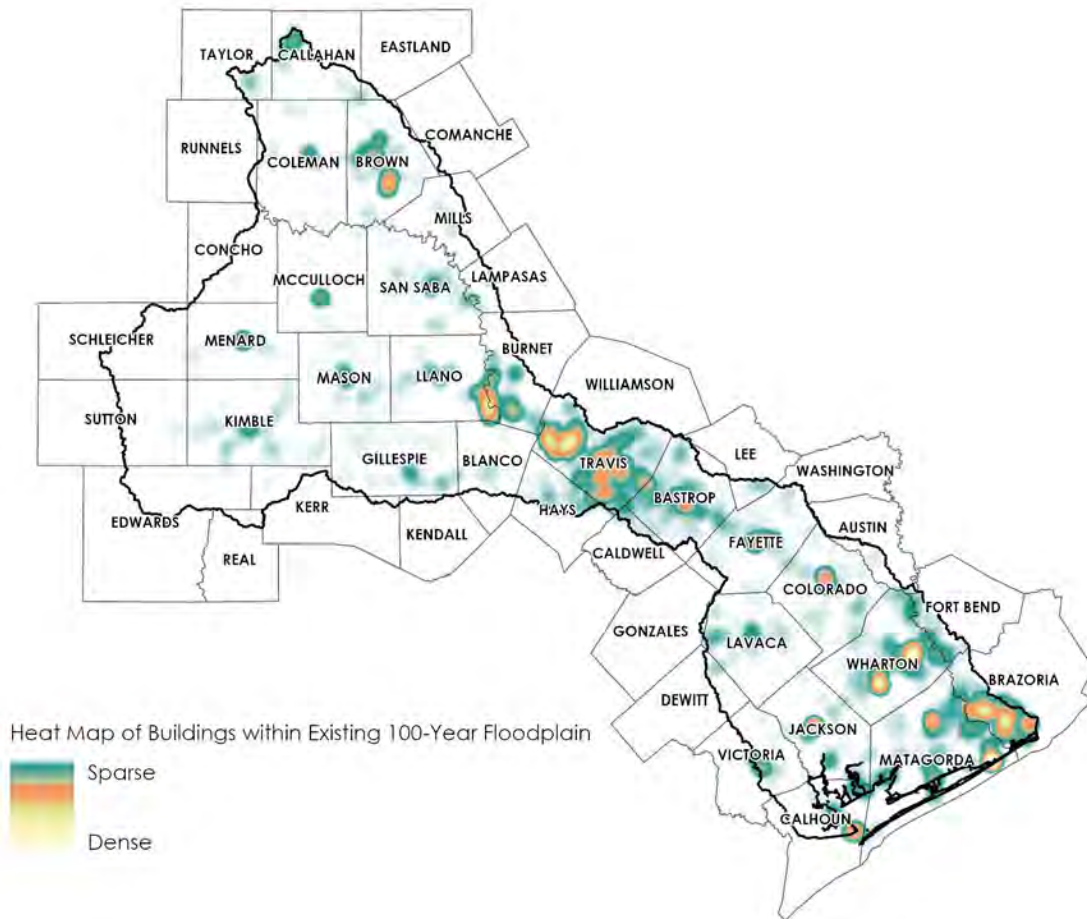 TAYLOR
CALLAHAN
EASTLAND
RUNNELS
COLEMAN
BROWN
COMANCHE
MILLS
CONCHO
MCCULLOCH
SAN SABA
LAMPASAS
SCHLEICHER
MENARD
BURNET
MASON
LLANO
WILLIAMSON
SUTTON
KIMBLE
GILLESPIE
BLANCO
TRAVIS
LEE
WASHINGTON
BASTROP
EDWARDS
KERR
KENDALL
HAYS
REAL
CALDWELL
FAYETTE
AUSTIN
COLORADO
FORT BEND
GONZALES
LAVACA
WHARTON
BRAZORIA
DEWITT
JACKSON
VICTORIA
MATAGORDA
CALHOUN
Heat Map of Buildings within Existing 100-Year Floodplain
Sparse
Dense